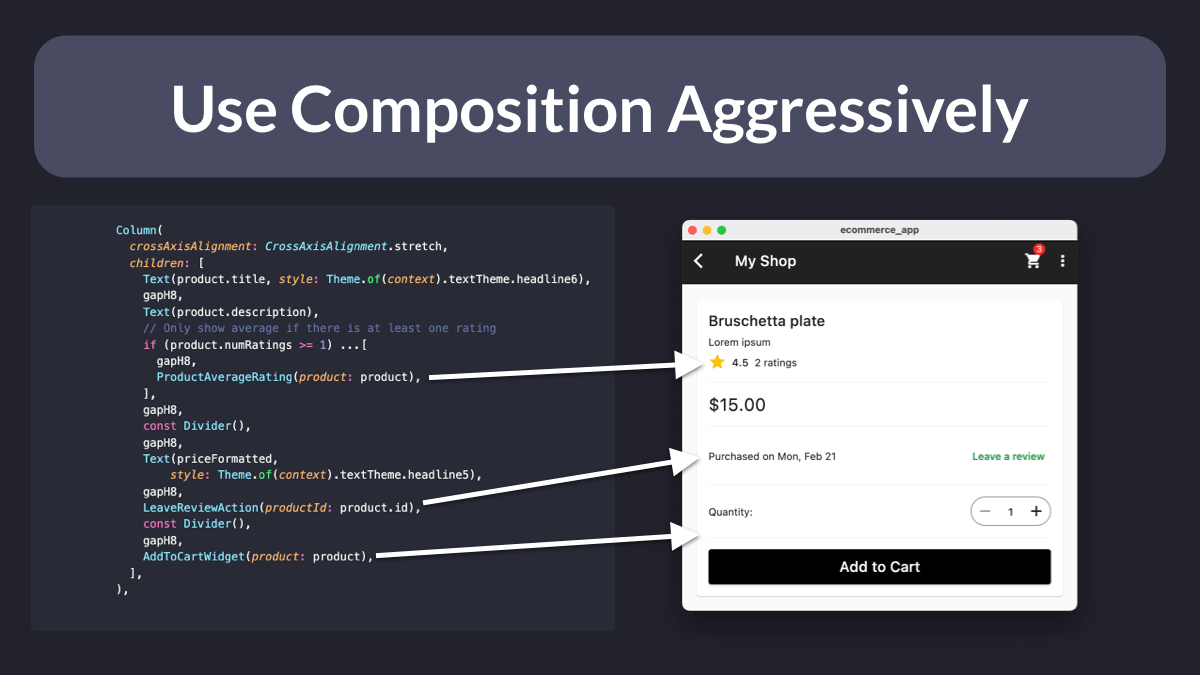 Use Composition Aggressively
Column(
crossAxisAlignment: CrossAxisAlignment.stretch,
children: [
Text(product.title, style: Theme.of(context).textTheme.headline6),
gapH8,
Text(product.description),
// Only show average if there is at least one rating
if (product.numRatings >= 1) ...[
gapH8,
ProductAverageRating(product: product),
],
gapH8,
const Divider(),
gapH8,
Text(priceFormatted,
style: Theme.of(context).textTheme.headline5),
gapH8,
LeaveReviewAction(productId: product.id),
const Divider(),
gapH8,
AddToCartWidget(product: product),
],
),
ecommerce_app
My Shop
3
Bruschetta plate
Lorem ipsum
4.5 2 ratings
$15.00
Purchased on Mon, Feb 21 Leave a review
Quantity: − 1 +
Add to Cart